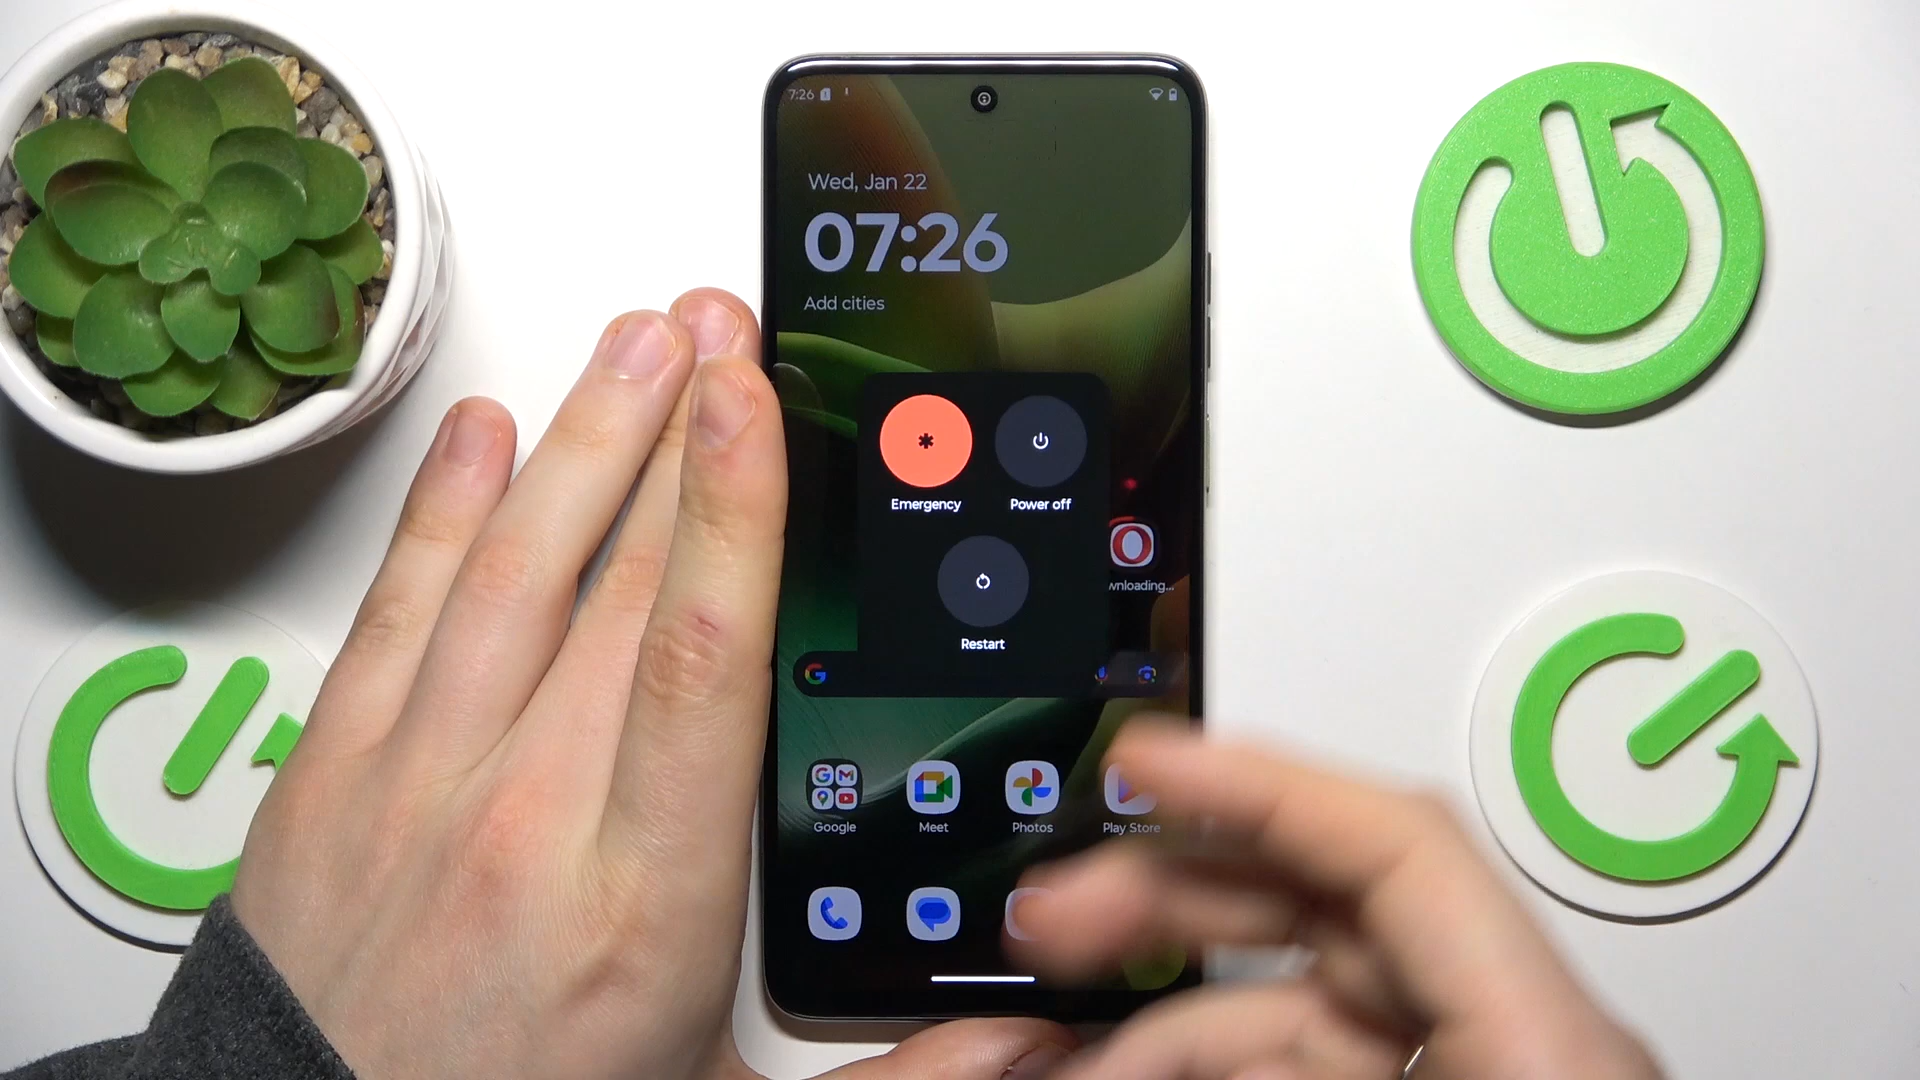 7:26
Wed, Jan 22
07:26
Add cities
Emergency
Power off
Restart
wnloading...
Google
Meet
Photos
Play Store